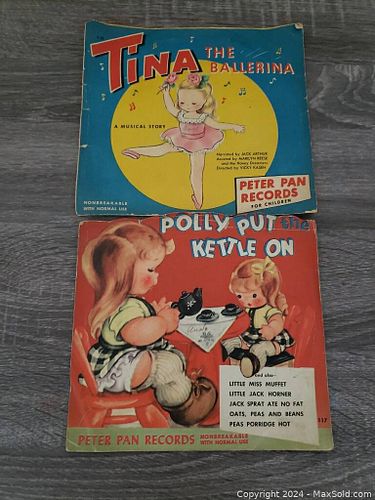 TINA THE
BALLERINA
A MUSICAL STORY
Narrated by JACK ARTHUR
Assisted by MARILYN REESE
and the Honey Dreamers
Directed by VICKY KASEN
PETER PAN
RECORDS
FOR CHILDREN
NONBREAKABLE
WITH NORMAL USE
POLLY PUT the
KETTLE ON
and also—
LITTLE MISS MUFFET
LITTLE JACK HORNER
JACK SPRAT ATE NO FAT
OATS, PEAS AND BEANS
PEAS PORRIDGE HOT
PETER PAN RECORDS NONBREAKABLE
WITH NORMAL USE
Copyright 2024 - MaxSold.com